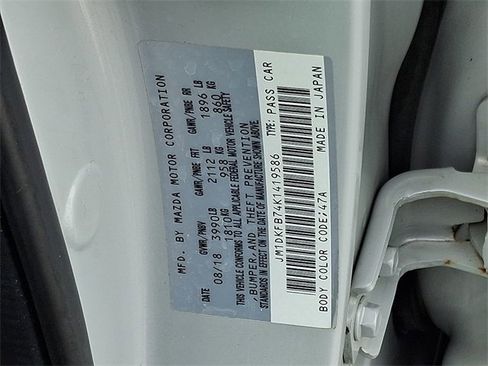 MFD. BY MAZDA MOTOR CORPORATION
DATE GVWR/PNBV GAWR/PNBE FRT GAWR/PNBE RR
08/18 3990LB 2112 LB 1896 LB
1810KG 958 KG 860 KG
THIS VEHICLE CONFORMS TO ALL APPLICABLE FEDERAL MOTOR VEHICLE SAFETY
,BUMPER,AND THEFT PREVENTION
STANDARDS IN EFFECT ON THE DATE OF MANUFACTURE SHOWN ABOVE.
JM1DKFB74K1419586 TYPE: PASS CAR
BODY COLOR CODE:47A MADE IN JAPAN